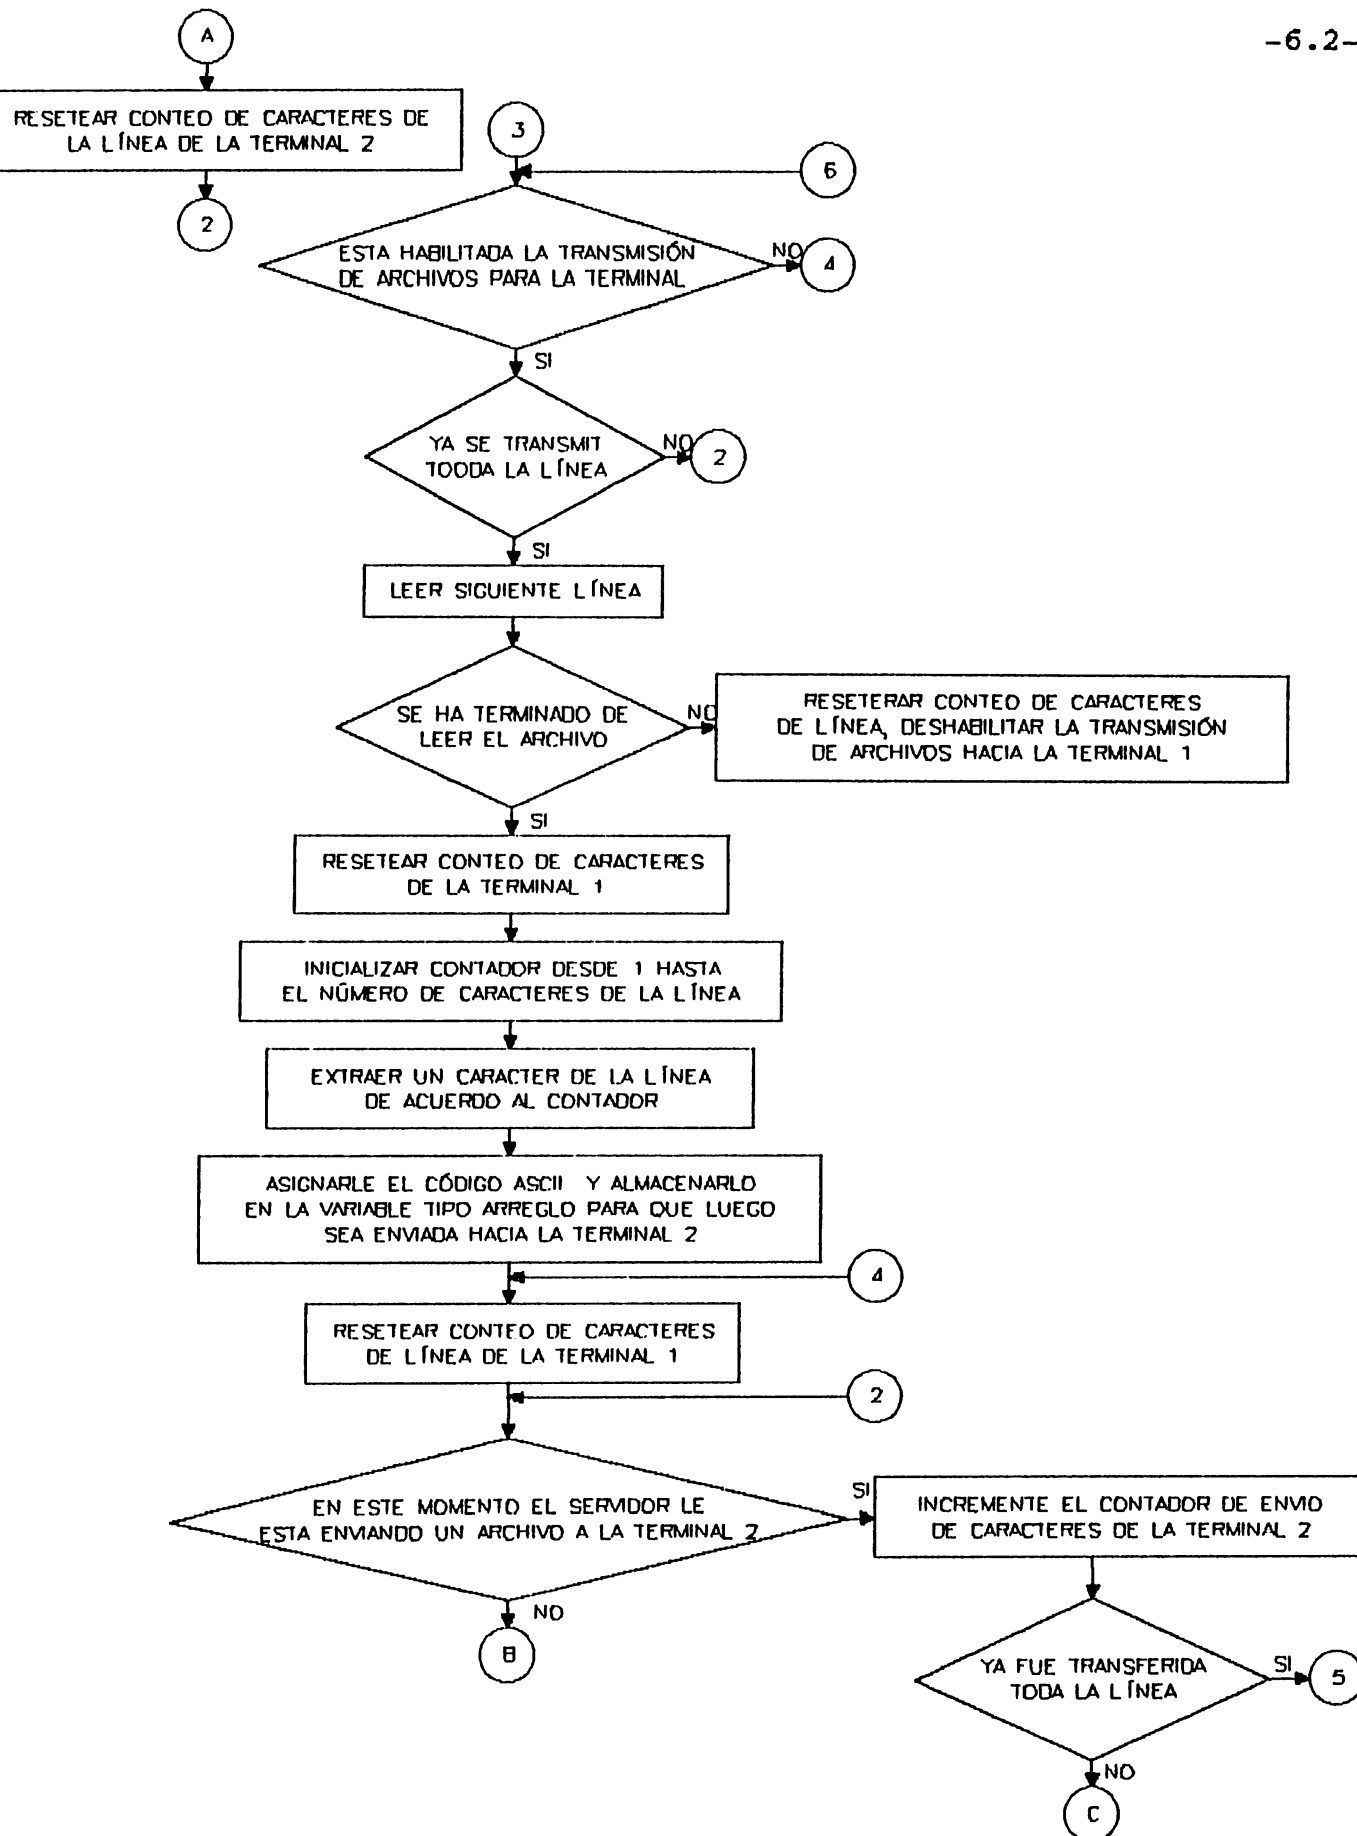 -6.2-
A
RESETEAR CONTEO DE CARACTERES DE
LA LÍNEA DE LA TERMINAL 2
2
3
6
ESTA HABILITADA LA TRANSMISIÓN
DE ARCHIVOS PARA LA TERMINAL
NO
4
SI
YA SE TRANSMIT
TOODA LA LÍNEA
NO
2
SI
LEER SIGUIENTE LÍNEA
SE HA TERMINADO DE
LEER EL ARCHIVO
NO
RESETERAR CONTEO DE CARACTERES
DE LÍNEA, DESHABILITAR LA TRANSMISIÓN
DE ARCHIVOS HACIA LA TERMINAL 1
SI
RESETEAR CONTEO DE CARACTERES
DE LA TERMINAL 1
INICIALIZAR CONTADOR DESDE 1 HASTA
EL NÚMERO DE CARACTERES DE LA LÍNEA
EXTRAER UN CARACTER DE LA LÍNEA
DE ACUERDO AL CONTADOR
ASIGNARLE EL CÓDIGO ASCII Y ALMACENARLO
EN LA VARIABLE TIPO ARREGLO PARA QUE LUEGO
SEA ENVIADA HACIA LA TERMINAL 2
4
RESETEAR CONTEO DE CARACTERES
DE LÍNEA DE LA TERMINAL 1
2
EN ESTE MOMENTO EL SERVIDOR LE
ESTA ENVIANDO UN ARCHIVO A LA TERMINAL 2
SI
INCREMENTE EL CONTADOR DE ENVIO
DE CARACTERES DE LA TERMINAL 2
NO
B
YA FUE TRANSFERIDA
TODA LA LÍNEA
SI
5
NO
C